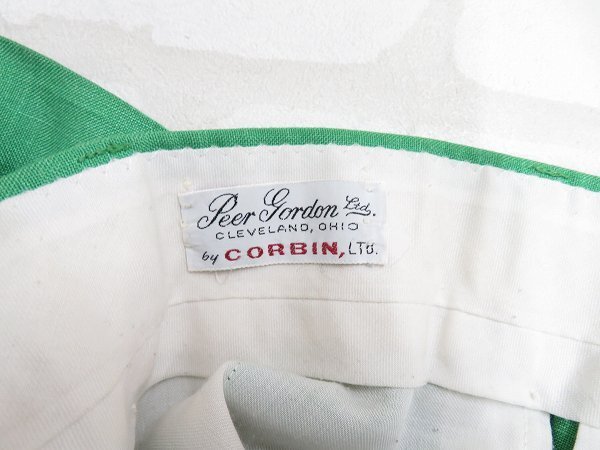 Peer Gordon Ltd.
CLEVELAND, OHIO
by CORBIN, LTD.